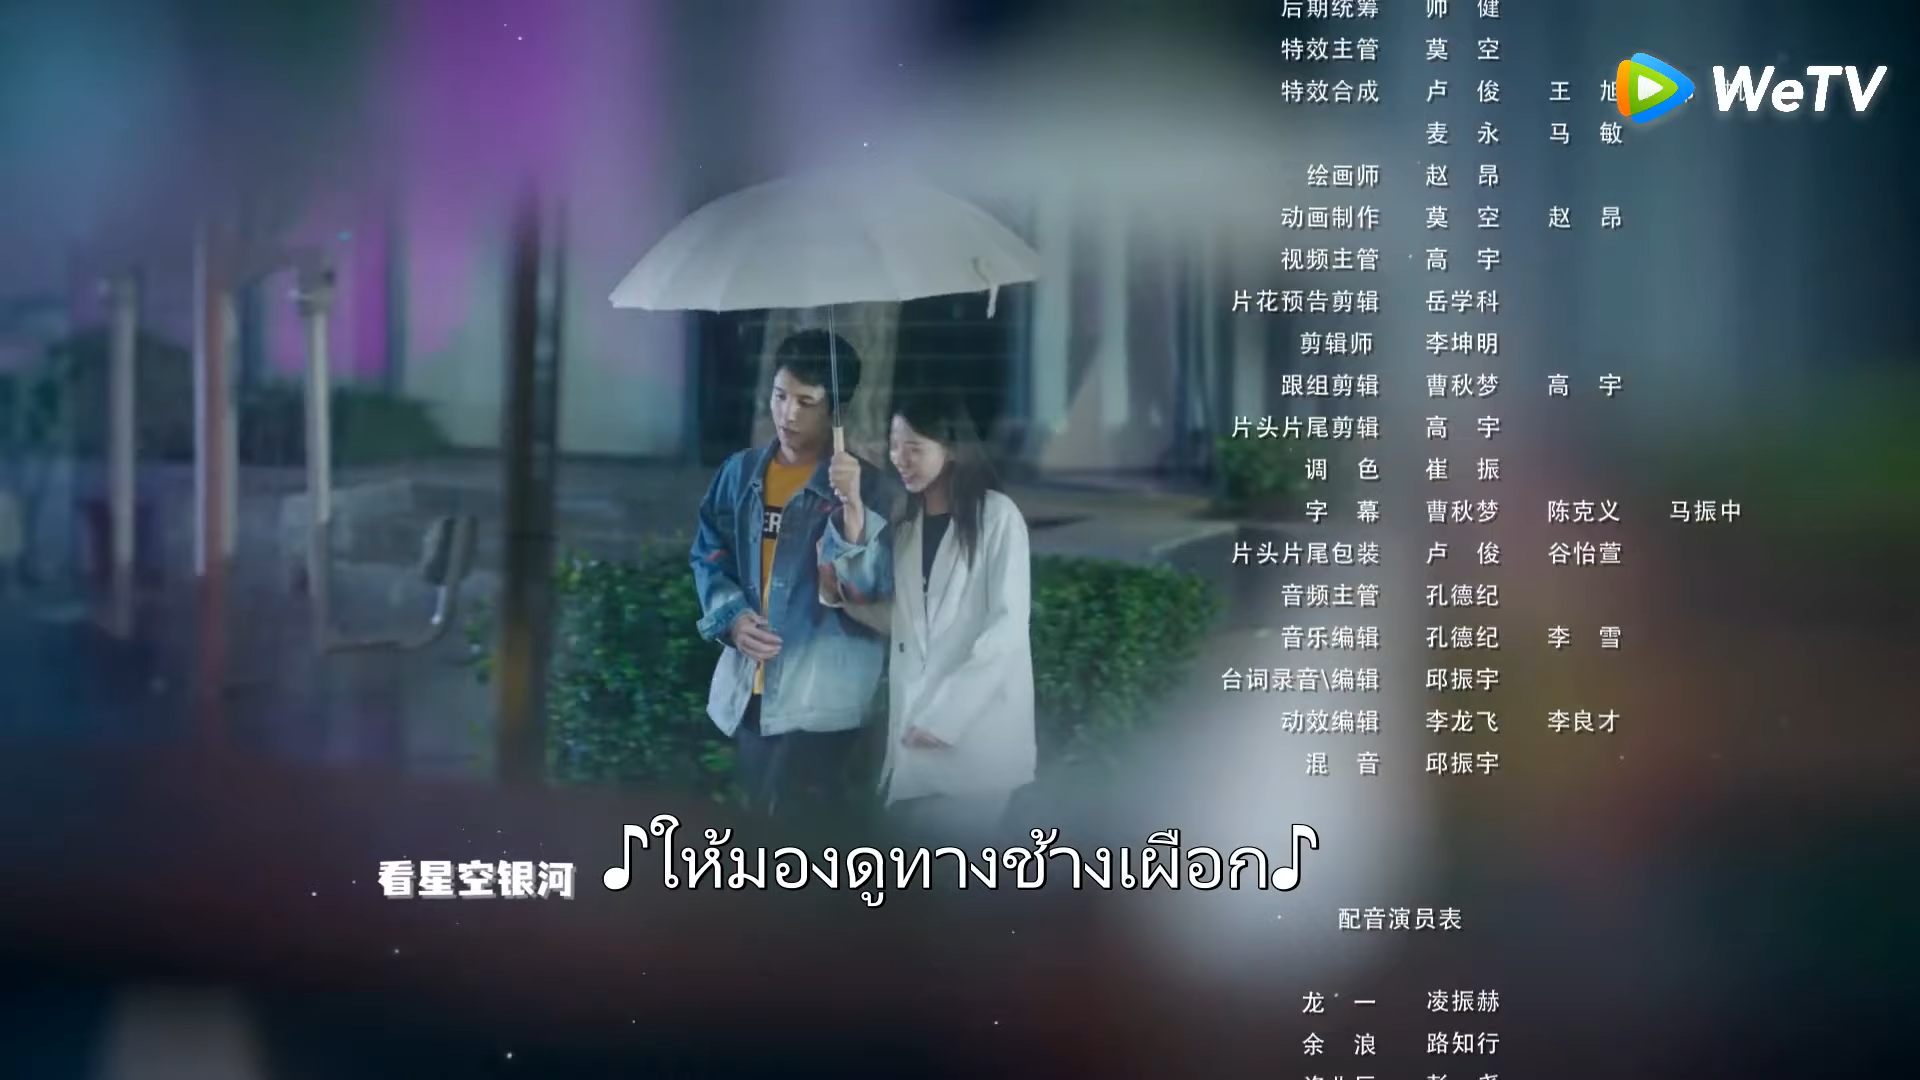 后期统筹 帅 健
特效主管 莫 空
特效合成 卢 俊 王 旭
麦 永 马 敏
WeTV
绘画师 赵 昂
动画制作 莫 空 赵 昂
视频主管 高 宇
片花预告剪辑 岳学科
剪辑师 李坤明
跟组剪辑 曹秋梦 高 宇
片头片尾剪辑 高 宇
调 色 崔 振
字 幕 曹秋梦 陈克义 马振中
片头片尾包装 卢 俊 谷怡萱
音频主管 孔德纪
音乐编辑 孔德纪 李 雪
台词录音\编辑 邱振宇
动效编辑 李龙飞 李良才
混 音 邱振宇
看星空银河
♪ให้มองดูทางช้างเผือก♪
配音演员表
龙 一 凌振赫
余 浪 路知行